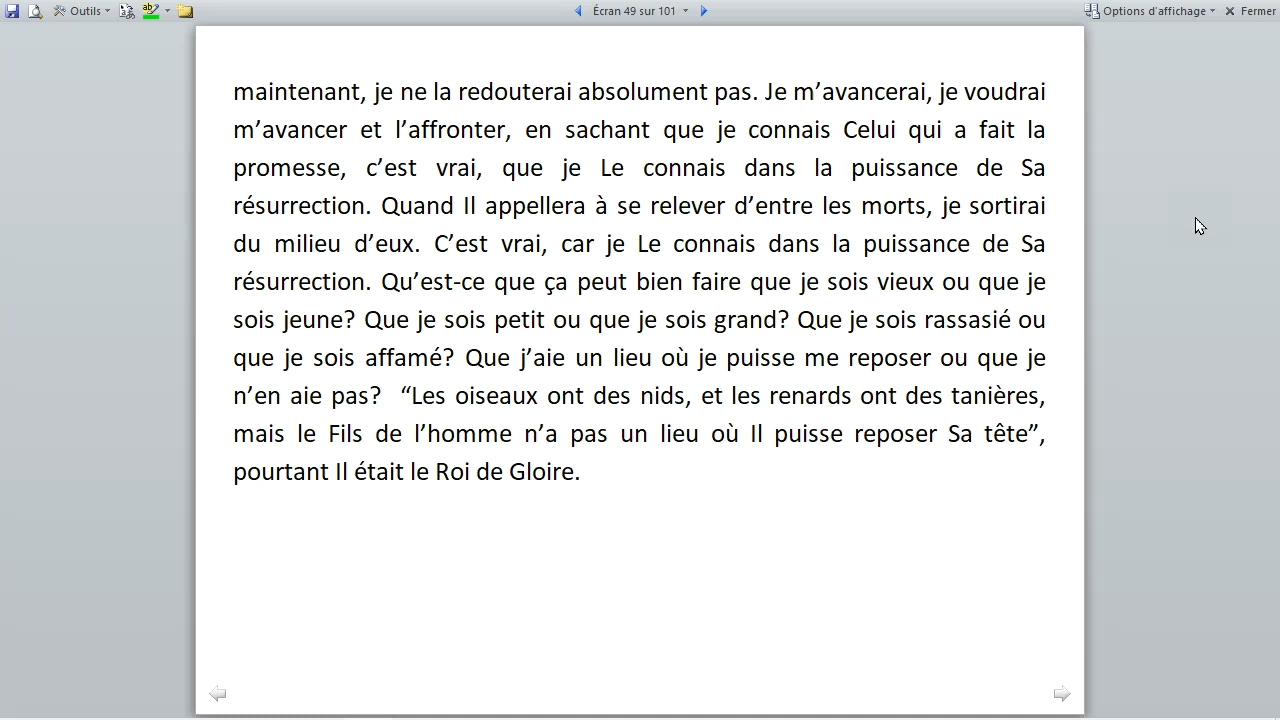 Outils
Écran 49 sur 101
Options d'affichage
Fermer
maintenant, je ne la redouterai absolument pas. Je m’avancerai, je voudrai
m’avancer et l’affronter, en sachant que je connais Celui qui a fait la
promesse, c’est vrai, que je Le connais dans la puissance de Sa
résurrection. Quand Il appellera à se relever d’entre les morts, je sortirai
du milieu d’eux. C’est vrai, car je Le connais dans la puissance de Sa
résurrection. Qu’est-ce que ça peut bien faire que je sois vieux ou que je
sois jeune? Que je sois petit ou que je sois grand? Que je sois rassasié ou
que je sois affamé? Que j’aie un lieu où je puisse me reposer ou que je
n’en aie pas? “Les oiseaux ont des nids, et les renards ont des tanières,
mais le Fils de l’homme n’a pas un lieu où Il puisse reposer Sa tête”,
pourtant Il était le Roi de Gloire.